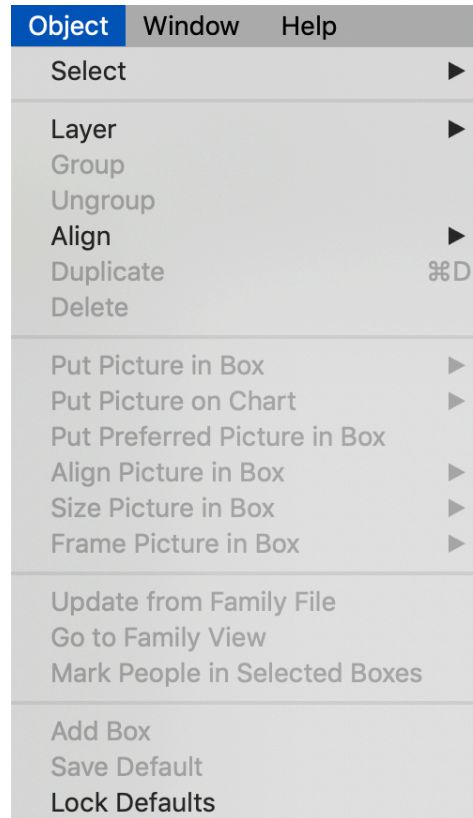 Object Window Help
Select
Layer
Group
Ungroup
Align
Duplicate ⌘D
Delete
Put Picture in Box
Put Picture on Chart
Put Preferred Picture in Box
Align Picture in Box
Size Picture in Box
Frame Picture in Box
Update from Family File
Go to Family View
Mark People in Selected Boxes
Add Box
Save Default
Lock Defaults